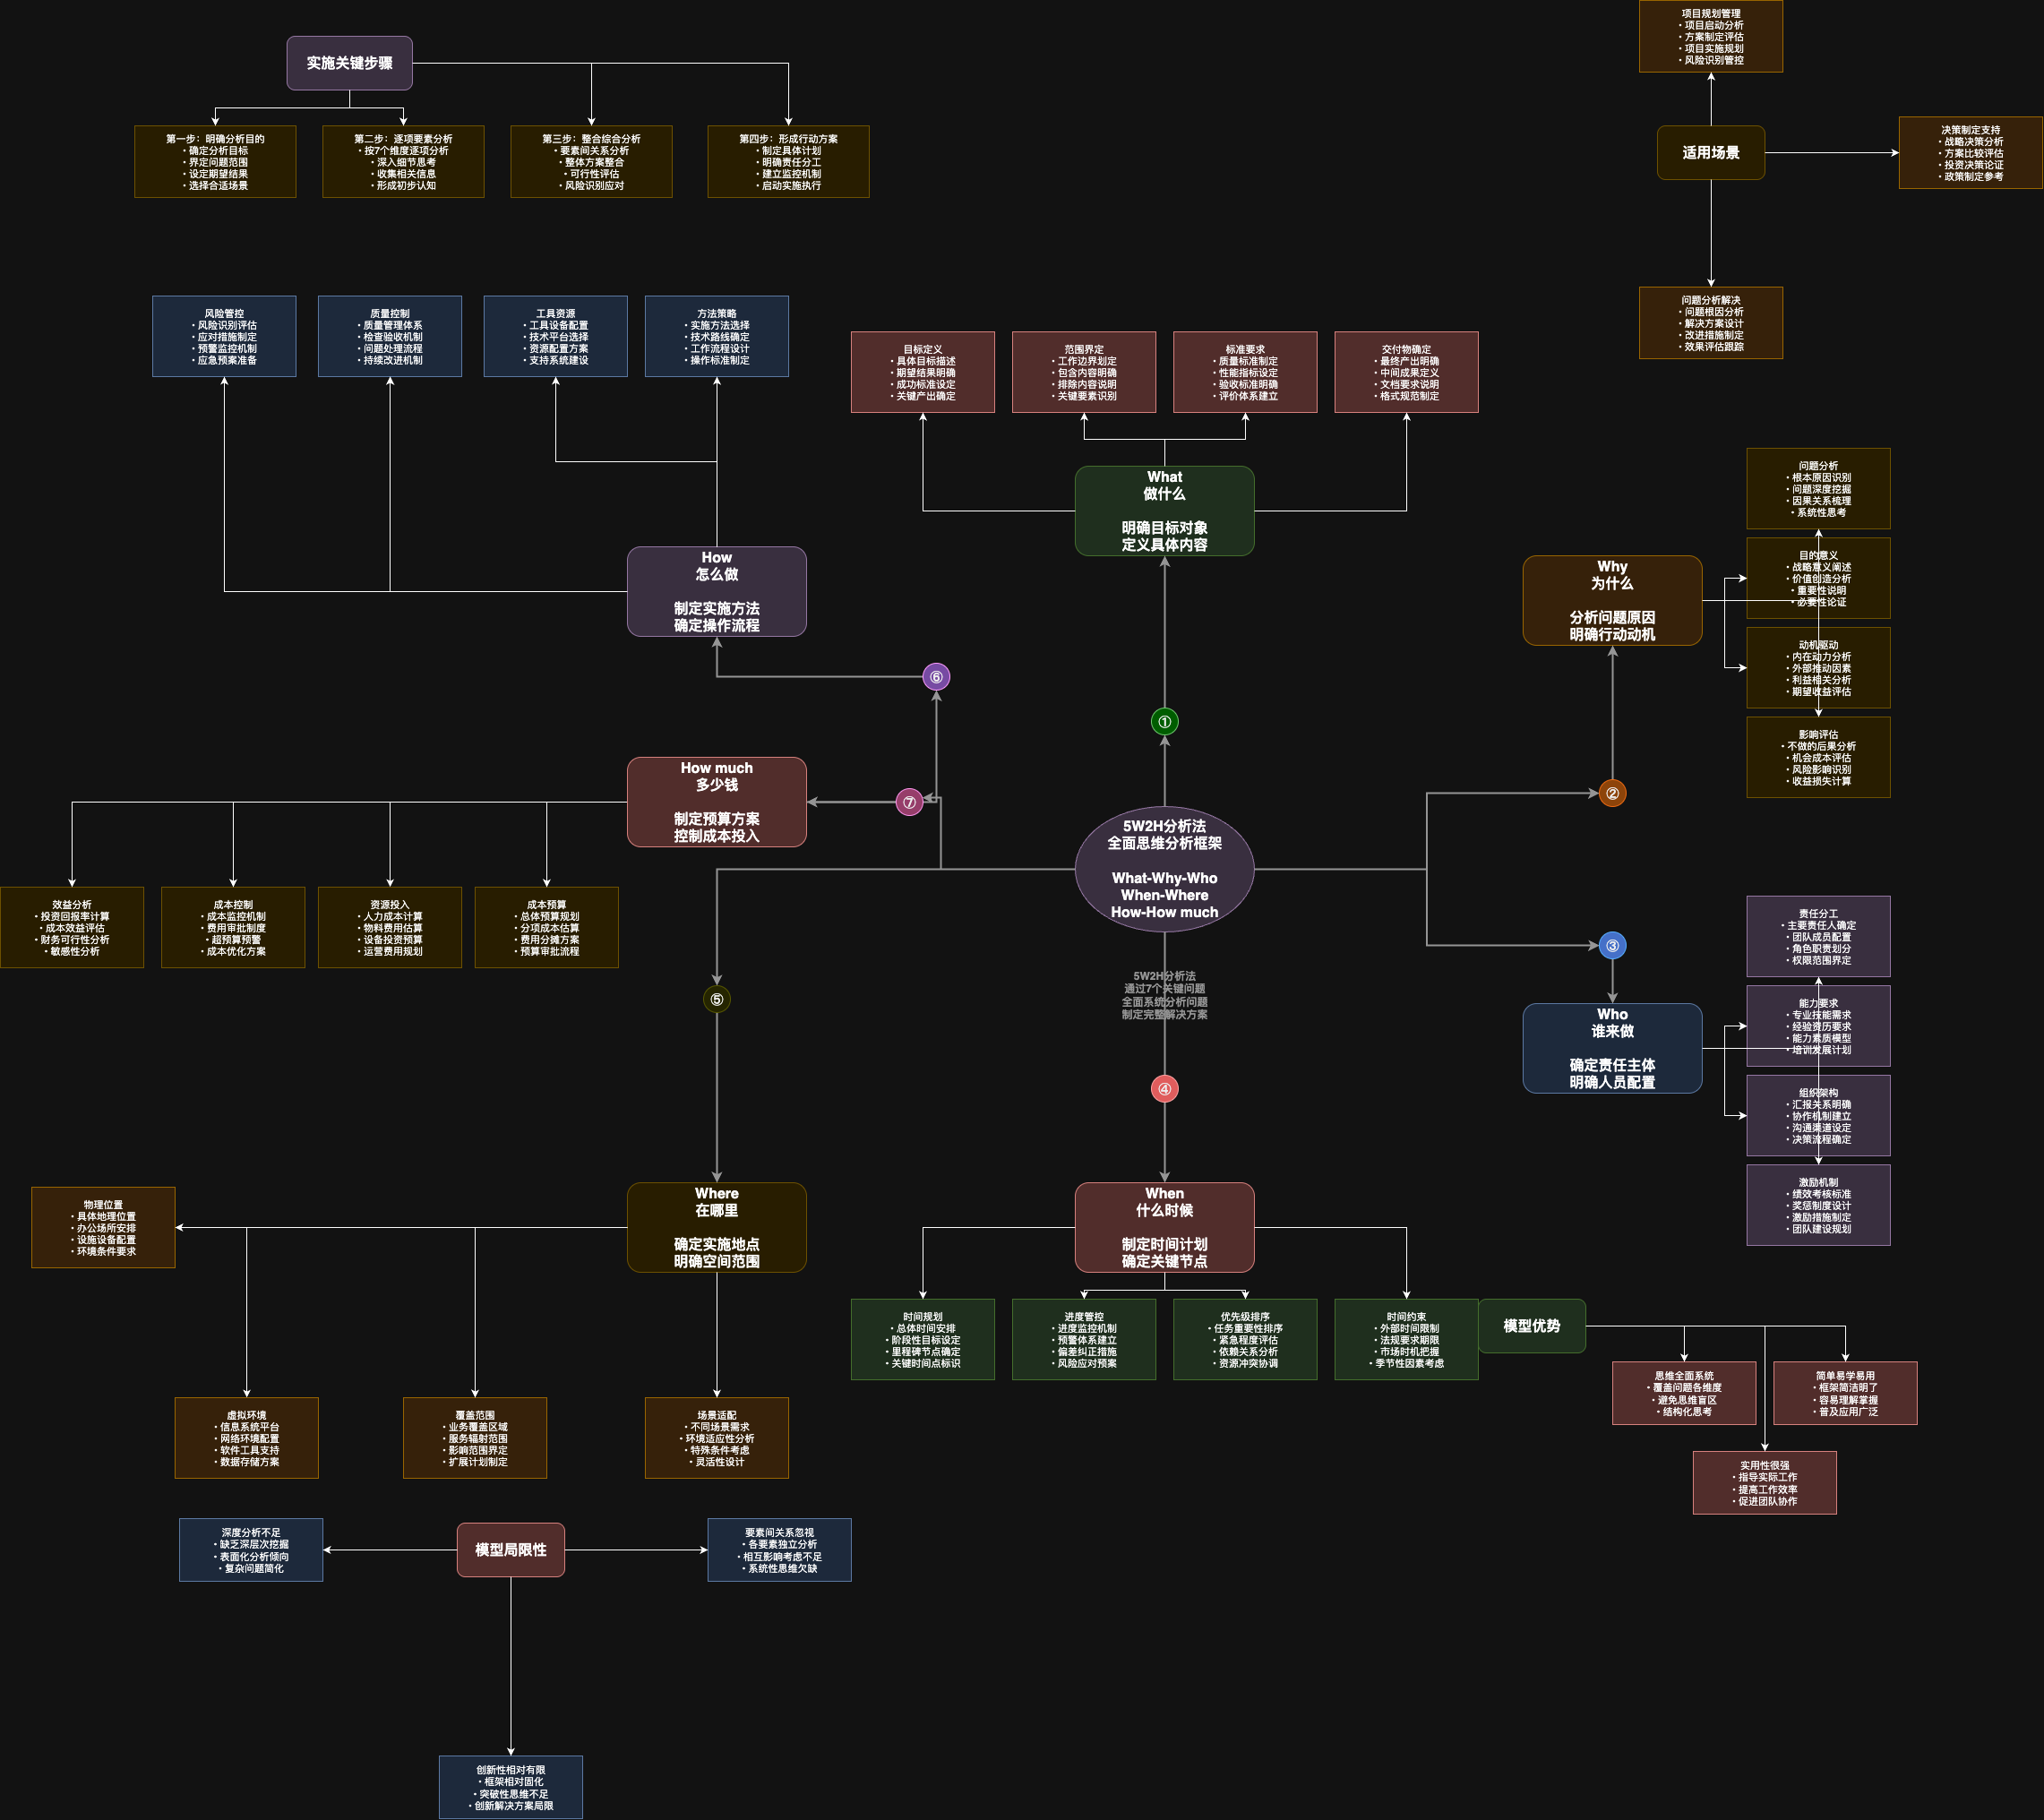 实施关键步骤
第一步：明确分析目的
• 确定分析目标
• 界定问题范围
• 设定期望结果
• 选择合适场景
第二步：逐项要素分析
• 按7个维度逐项分析
• 深入细节思考
• 收集相关信息
• 形成初步认知
第三步：整合综合分析
• 要素间关系分析
• 整体方案整合
• 可行性评估
• 风险识别应对
第四步：形成行动方案
• 制定具体计划
• 明确责任分工
• 建立监控机制
• 启动实施执行
项目规划管理
• 项目启动分析
• 方案制定评估
• 项目实施规划
• 风险识别管控
适用场景
决策制定支持
• 战略决策分析
• 方案比较评估
• 投资决策论证
• 政策制定参考
问题分析解决
• 问题根因分析
• 解决方案设计
• 改进措施制定
• 效果评估跟踪
风险管控
• 风险识别评估
• 应对措施制定
• 预警监控机制
• 应急预案准备
质量控制
• 质量管理体系
• 检查验收机制
• 问题处理流程
• 持续改进机制
工具资源
• 工具设备配置
• 技术平台选择
• 资源配置方案
• 支持系统建设
方法策略
• 实施方法选择
• 技术路线确定
• 工作流程设计
• 操作标准制定
目标定义
• 具体目标描述
• 期望结果明确
• 成功标准设定
• 关键产出确定
范围界定
• 工作边界划定
• 包含内容明确
• 排除内容说明
• 关键要素识别
标准要求
• 质量标准制定
• 性能指标设定
• 验收标准明确
• 评价体系建立
交付物确定
• 最终产出明确
• 中间成果定义
• 文档要求说明
• 格式规范制定
What
做什么
明确目标对象
定义具体内容
How
怎么做
制定实施方法
确定操作流程
Why
为什么
分析问题原因
明确行动动机
问题分析
• 根本原因识别
• 问题深度挖掘
• 因果关系梳理
• 系统性思考
目的意义
• 战略意义阐述
• 价值创造分析
• 重要性说明
• 必要性论证
动机驱动
• 内在动力分析
• 外部推动因素
• 利益相关分析
• 期望收益评估
影响评估
• 不做的后果分析
• 机会成本评估
• 风险影响识别
• 收益损失计算
⑥
①
②
⑦
How much
多少钱
制定预算方案
控制成本投入
5W2H分析法
全面思维分析框架
What-Why-Who
When-Where
How-How much
效益分析
• 投资回报率计算
• 成本效益评估
• 财务可行性分析
• 敏感性分析
成本控制
• 成本监控机制
• 费用审批制度
• 超预算预警
• 成本优化方案
资源投入
• 人力成本计算
• 物料费用估算
• 设备投资预算
• 运营费用规划
成本预算
• 总体预算规划
• 分项成本估算
• 费用分摊方案
• 预算审批流程
③
⑤
5W2H分析法
通过7个关键问题
全面系统分析问题
制定完整解决方案
④
Who
谁来做
确定责任主体
明确人员配置
责任分工
• 主要责任人确定
• 团队成员配置
• 角色职责划分
• 权限范围界定
能力要求
• 专业技能需求
• 经验资历要求
• 能力素质模型
• 培训发展计划
组织架构
• 汇报关系明确
• 协作机制建立
• 沟通渠道设定
• 决策流程确定
激励机制
• 绩效考核标准
• 奖惩制度设计
• 激励措施制定
• 团队建设规划
物理位置
• 具体地理位置
• 办公场所安排
• 设施设备配置
• 环境条件要求
Where
在哪里
确定实施地点
明确空间范围
When
什么时候
制定时间计划
确定关键节点
时间规划
• 总体时间安排
• 阶段性目标设定
• 里程碑节点确定
• 关键时间点标识
进度管控
• 进度监控机制
• 预警体系建立
• 偏差纠正措施
• 风险应对预案
优先级排序
• 任务重要性排序
• 紧急程度评估
• 依赖关系分析
• 资源冲突协调
时间约束
• 外部时间限制
• 法规要求期限
• 市场时机把握
• 季节性因素考虑
模型优势
思维全面系统
• 覆盖问题各维度
• 避免思维盲区
• 结构化思考
简单易学易用
• 框架简洁明了
• 容易理解掌握
• 普及应用广泛
实用性很强
• 指导实际工作
• 提高工作效率
• 促进团队协作
虚拟环境
• 信息系统平台
• 网络环境配置
• 软件工具支持
• 数据存储方案
覆盖范围
• 业务覆盖区域
• 服务辐射范围
• 影响范围界定
• 扩展计划制定
场景适配
• 不同场景需求
• 环境适应性分析
• 特殊条件考虑
• 灵活性设计
深度分析不足
• 缺乏深层次挖掘
• 表面化分析倾向
• 复杂问题简化
模型局限性
要素间关系忽视
• 各要素独立分析
• 相互影响考虑不足
• 系统性思维欠缺
创新性相对有限
• 框架相对固化
• 突破性思维不足
• 创新解决方案局限